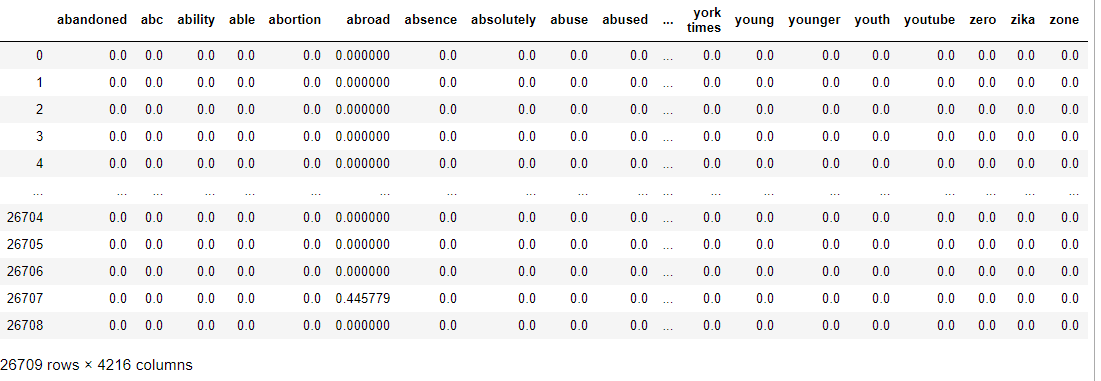 abandoned abc ability able abortion abroad absence absolutely abuse abused ... york times young younger youth youtube zero zika zone
0 0.0 0.0 0.0 0.0 0.0 0.000000 0.0 0.0 0.0 0.0 ... 0.0 0.0 0.0 0.0 0.0 0.0 0.0 0.0
1 0.0 0.0 0.0 0.0 0.0 0.000000 0.0 0.0 0.0 0.0 ... 0.0 0.0 0.0 0.0 0.0 0.0 0.0 0.0
2 0.0 0.0 0.0 0.0 0.0 0.000000 0.0 0.0 0.0 0.0 ... 0.0 0.0 0.0 0.0 0.0 0.0 0.0 0.0
3 0.0 0.0 0.0 0.0 0.0 0.000000 0.0 0.0 0.0 0.0 ... 0.0 0.0 0.0 0.0 0.0 0.0 0.0 0.0
4 0.0 0.0 0.0 0.0 0.0 0.000000 0.0 0.0 0.0 0.0 ... 0.0 0.0 0.0 0.0 0.0 0.0 0.0 0.0
... ... ... ... ... ... ... ... ... ... ... ... ... ... ... ... ... ... ... ...
26704 0.0 0.0 0.0 0.0 0.0 0.000000 0.0 0.0 0.0 0.0 ... 0.0 0.0 0.0 0.0 0.0 0.0 0.0 0.0
26705 0.0 0.0 0.0 0.0 0.0 0.000000 0.0 0.0 0.0 0.0 ... 0.0 0.0 0.0 0.0 0.0 0.0 0.0 0.0
26706 0.0 0.0 0.0 0.0 0.0 0.000000 0.0 0.0 0.0 0.0 ... 0.0 0.0 0.0 0.0 0.0 0.0 0.0 0.0
26707 0.0 0.0 0.0 0.0 0.0 0.445779 0.0 0.0 0.0 0.0 ... 0.0 0.0 0.0 0.0 0.0 0.0 0.0 0.0
26708 0.0 0.0 0.0 0.0 0.0 0.000000 0.0 0.0 0.0 0.0 ... 0.0 0.0 0.0 0.0 0.0 0.0 0.0 0.0
26709 rows × 4216 columns